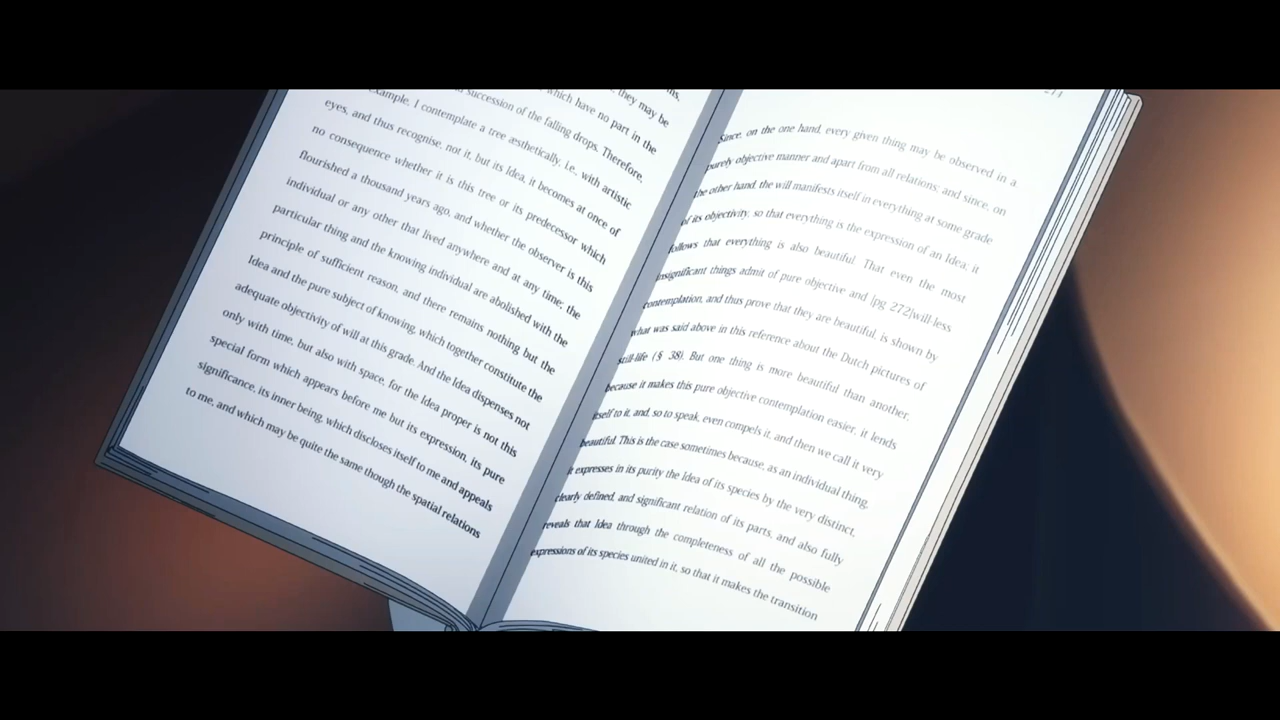 ns,
they may be
which have no part in the
succession of the falling drops. Therefore,
example, I contemplate a tree æsthetically, i.e., with artistic
eyes, and thus recognise, not it, but its Idea, it becomes at once of
no consequence whether it is this tree or its predecessor which
flourished a thousand years ago, and whether the observer is this
individual or any other that lived anywhere and at any time; the
particular thing and the knowing individual are abolished with the
principle of sufficient reason, and there remains nothing but the
Idea and the pure subject of knowing, which together constitute the
adequate objectivity of will at this grade. And the Idea dispenses not
only with time, but also with space, for the Idea proper is not this
special form which appears before me but its expression, its pure
significance, its inner being, which discloses itself to me and appeals
to me, and which may be quite the same though the spatial relations
Since, on the one hand, every given thing may be observed in a
purely objective manner and apart from all relations; and since, on
the other hand, the will manifests itself in everything at some grade
of its objectivity, so that everything is the expression of an Idea; it
follows that everything is also beautiful. That even the most
insignificant things admit of pure objective and [pg 272]will-less
contemplation, and thus prove that they are beautiful, is shown by
what was said above in this reference about the Dutch pictures of
still-life (§ 38). But one thing is more beautiful than another,
because it makes this pure objective contemplation easier, it lends
itself to it, and, so to speak, even compels it, and then we call it very
beautiful. This is the case sometimes because, as an individual thing,
it expresses in its purity the Idea of its species by the very distinct,
clearly defined, and significant relation of its parts, and also fully
reveals that Idea through the completeness of all the possible
expressions of its species united in it, so that it makes the transition